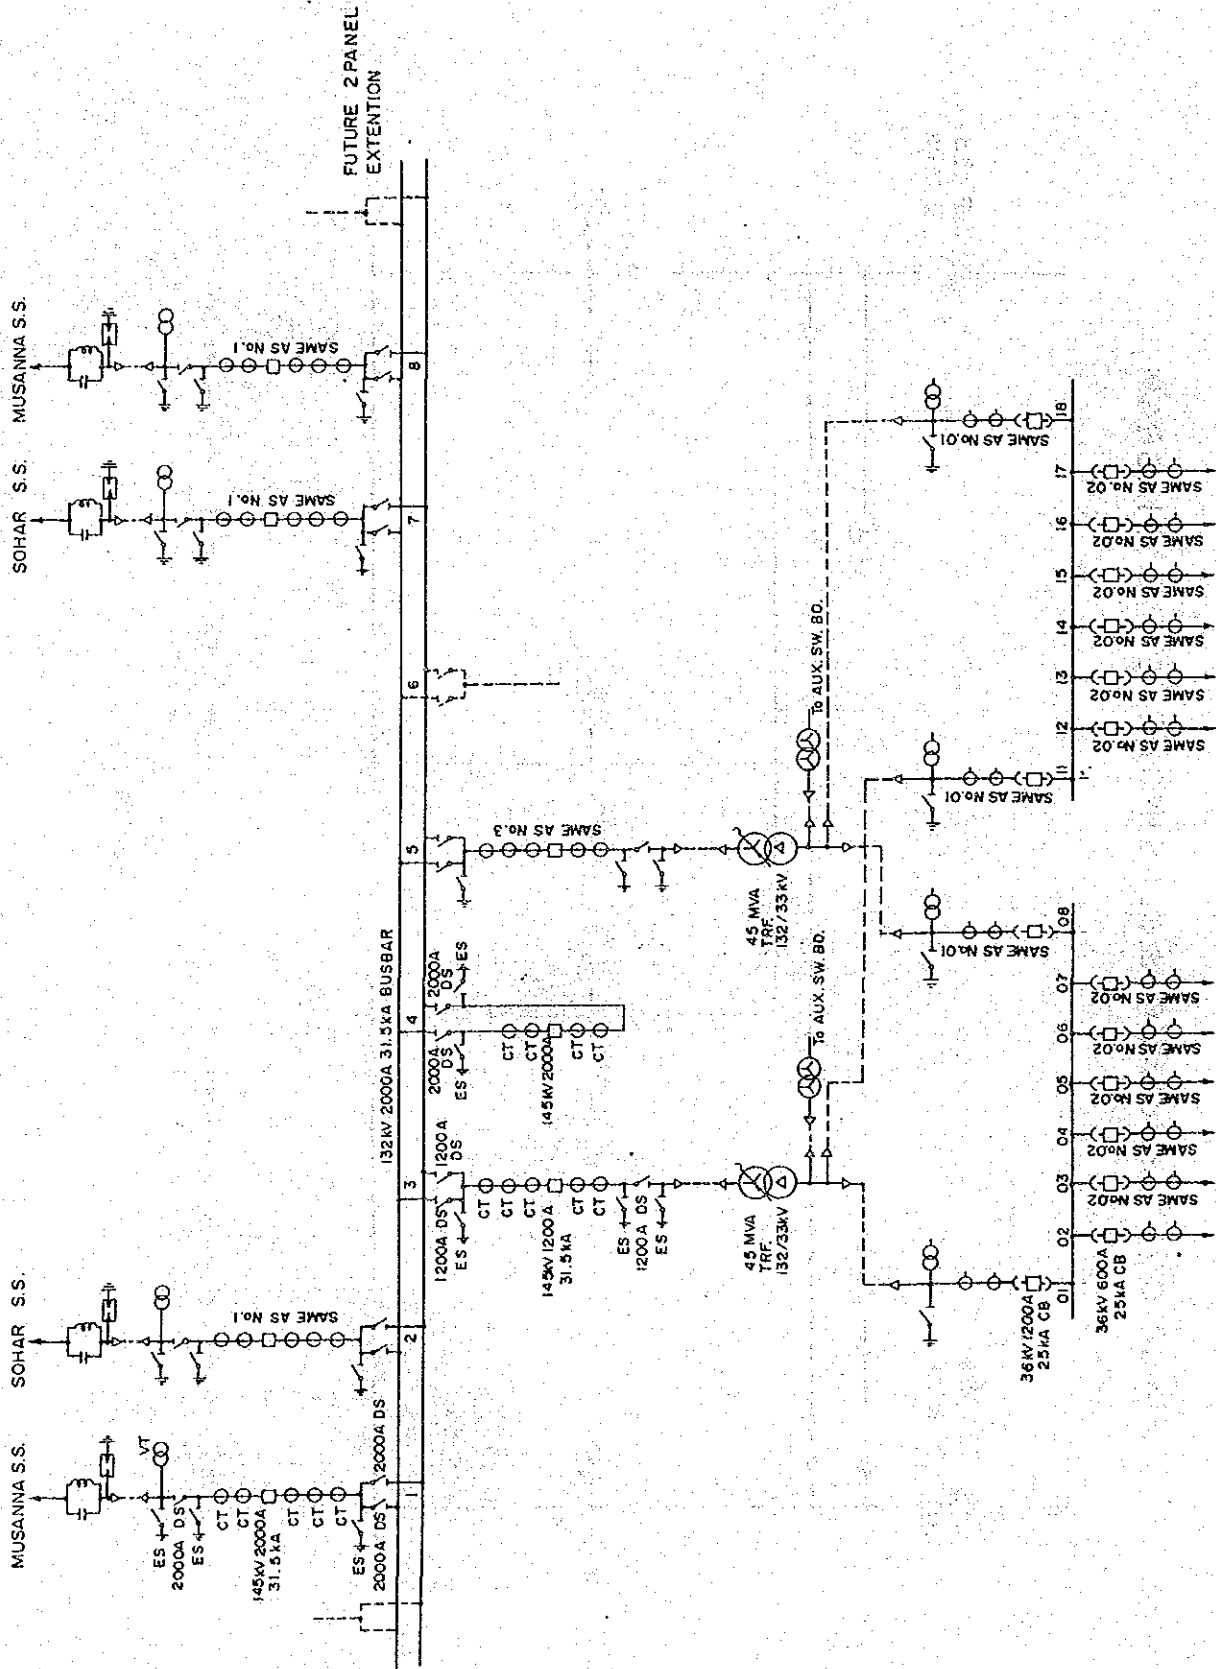 MUSANNA S.S.
SOHAR S.S.
SOHAR S.S.
MUSANNA S.S.
FUTURE 2 PANEL
EXTENTION
VT
ES
2000A DS
ES
CT
CT
145kV 2000A
31.5kA
CT
CT
CT
ES
2000A DS
2000A DS
SAME AS No.1
SAME AS No.1
SAME AS No.1
132kV 2000A 31.5kA BUSBAR
1
2
3
4
5
6
7
8
1200A DS
1200A
DS
ES
CT
CT
CT
145kV 1200A
31.5kA
CT
CT
ES
1200A DS
ES
2000A
DS
2000A
DS
ES
ES
CT
CT
145kV 2000A
CT
CT
SAME AS No.3
45 MVA
TRF.
132/33kV
45 MVA
TRF.
132/33kV
To AUX. SW. BD.
To AUX. SW. BD.
36kV 1200A
25kA CB
SAME AS No.01
SAME AS No.01
SAME AS No.01
01
02
03
04
05
06
07
08
11
12
13
14
15
16
17
18
36kV 600A
25kA CB
SAME AS No.02
SAME AS No.02
SAME AS No.02
SAME AS No.02
SAME AS No.02
SAME AS No.02
SAME AS No.02
SAME AS No.02
SAME AS No.02
SAME AS No.02
SAME AS No.02